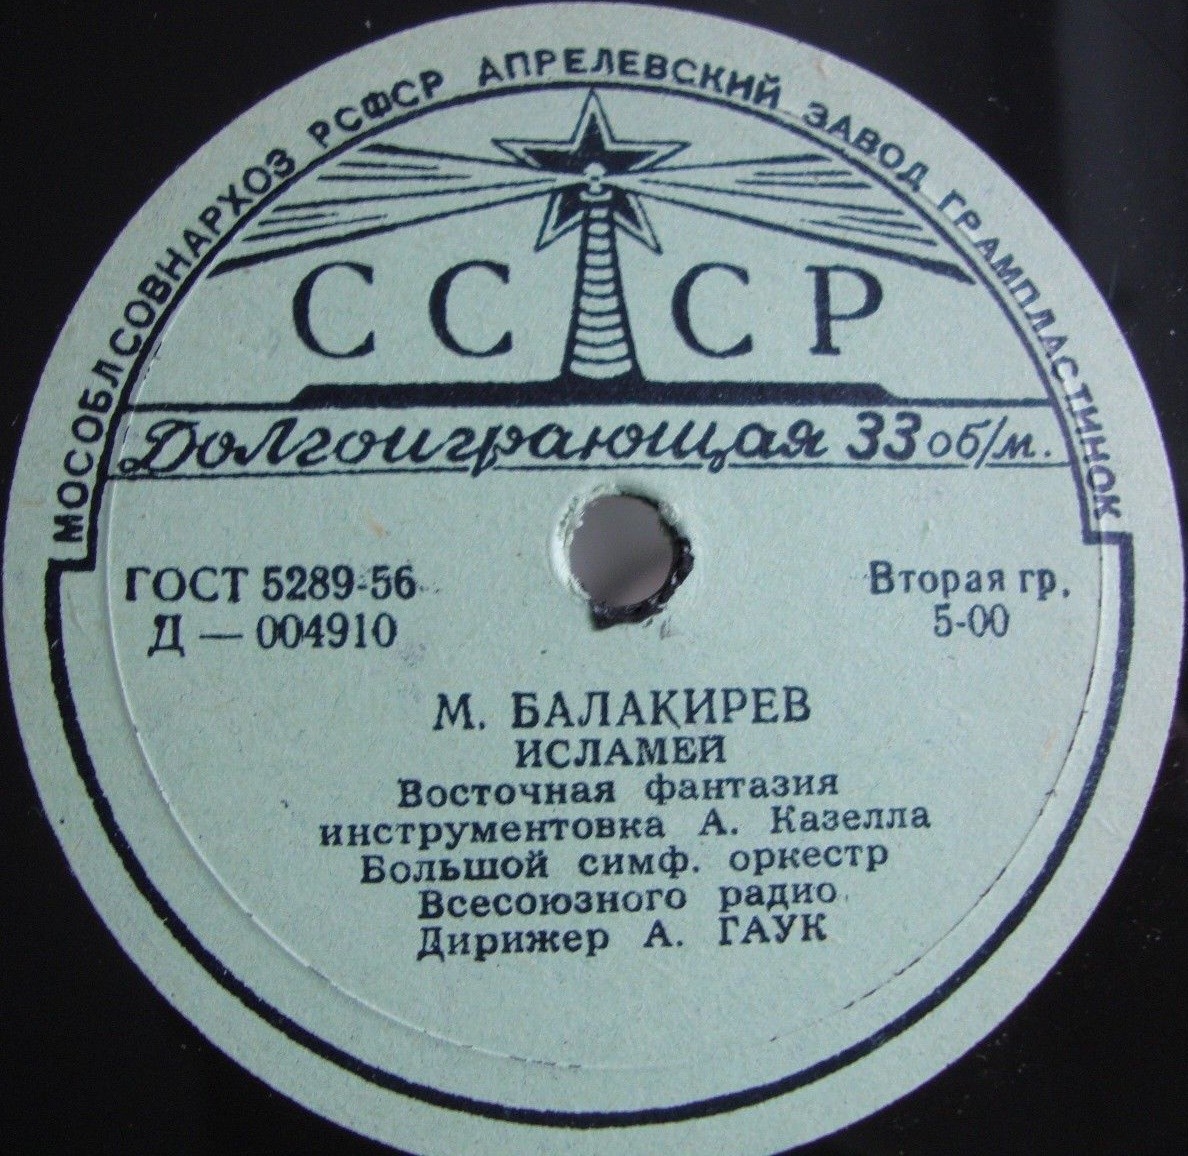 МОСОБЛСОВНАРХОЗ РСФСР АПРЕЛЕВСКИЙ ЗАВОД ГРАМПЛАСТИНОК
СССР
Долгоиграющая 33 об/м.
ГОСТ 5289-56
Д — 004910
Вторая гр.
5-00
М. БАЛАКИРЕВ
ИСЛАМЕЙ
Восточная фантазия
инструментовка А. Казелла
Большой симф. оркестр
Всесоюзного радио
Дирижер А. ГАУК